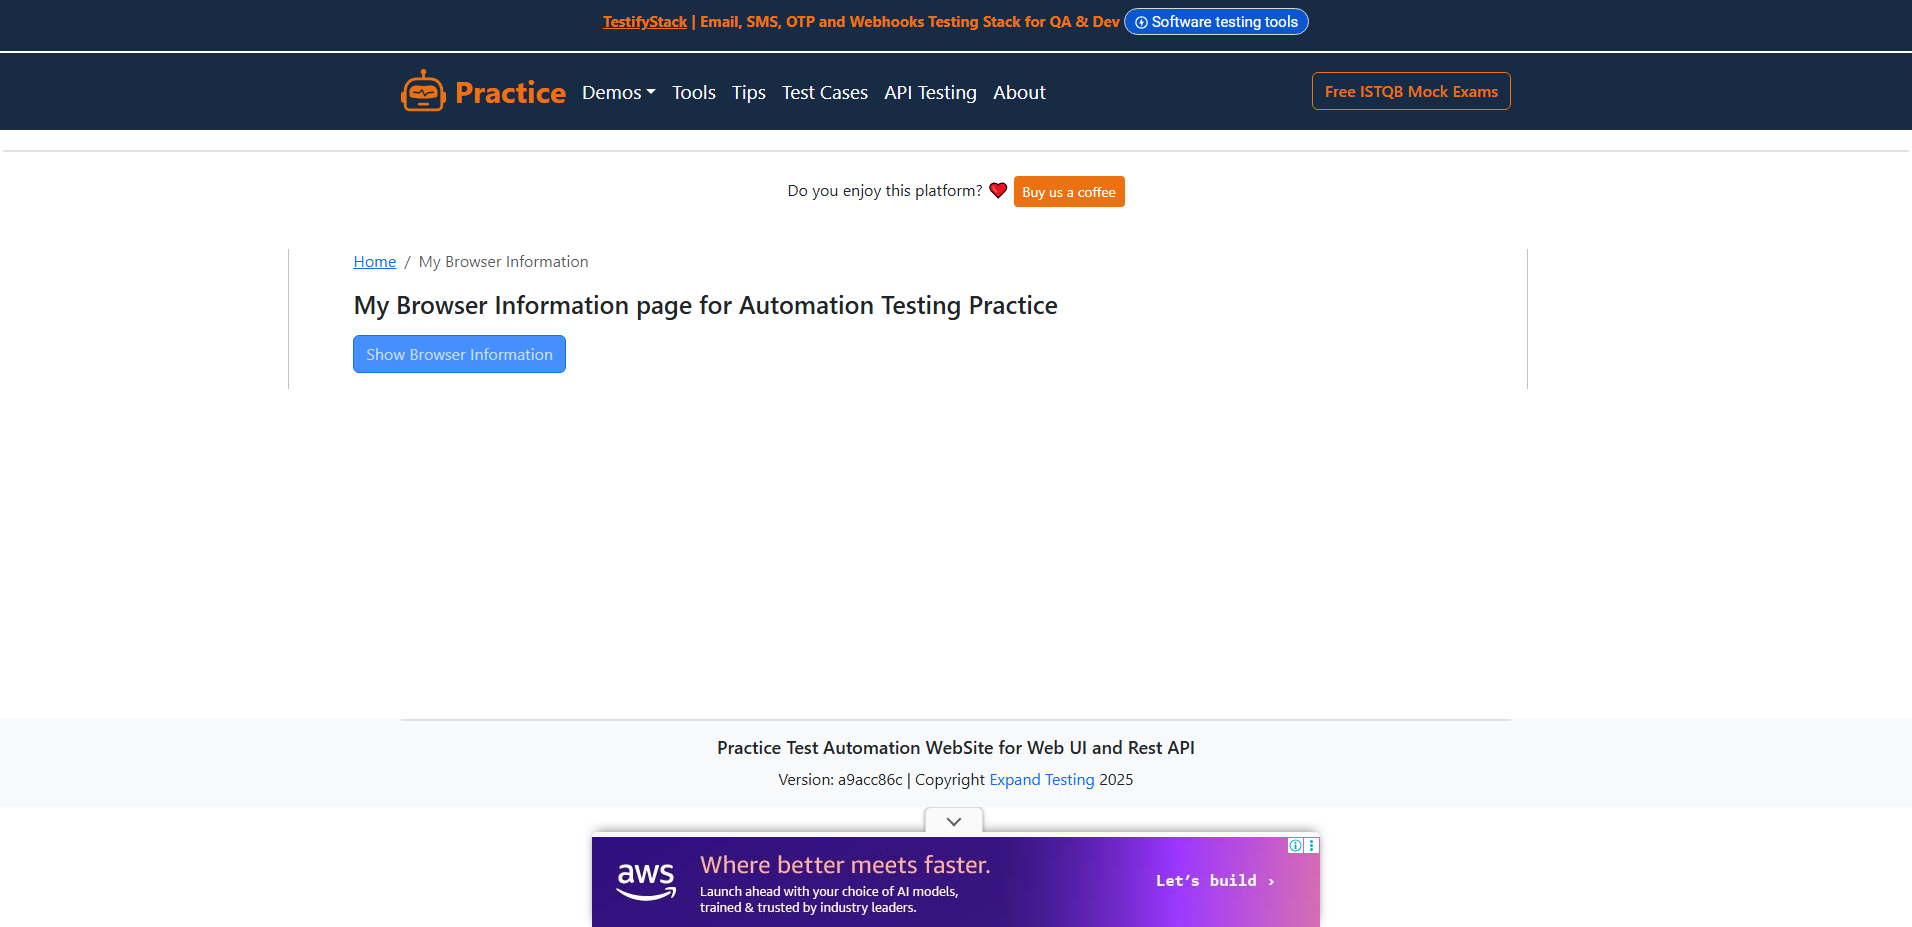 TestifyStack | Email, SMS, OTP and Webhooks Testing Stack for QA & Dev Software testing tools
Practice Demos Tools Tips Test Cases API Testing About Free ISTQB Mock Exams
Do you enjoy this platform? Buy us a coffee
Home / My Browser Information
My Browser Information page for Automation Testing Practice
Show Browser Information
Practice Test Automation WebSite for Web UI and Rest API
Version: a9acc86c | Copyright Expand Testing 2025
aws
Where better meets faster.
Launch ahead with your choice of AI models,
trained & trusted by industry leaders.
Let's build ›